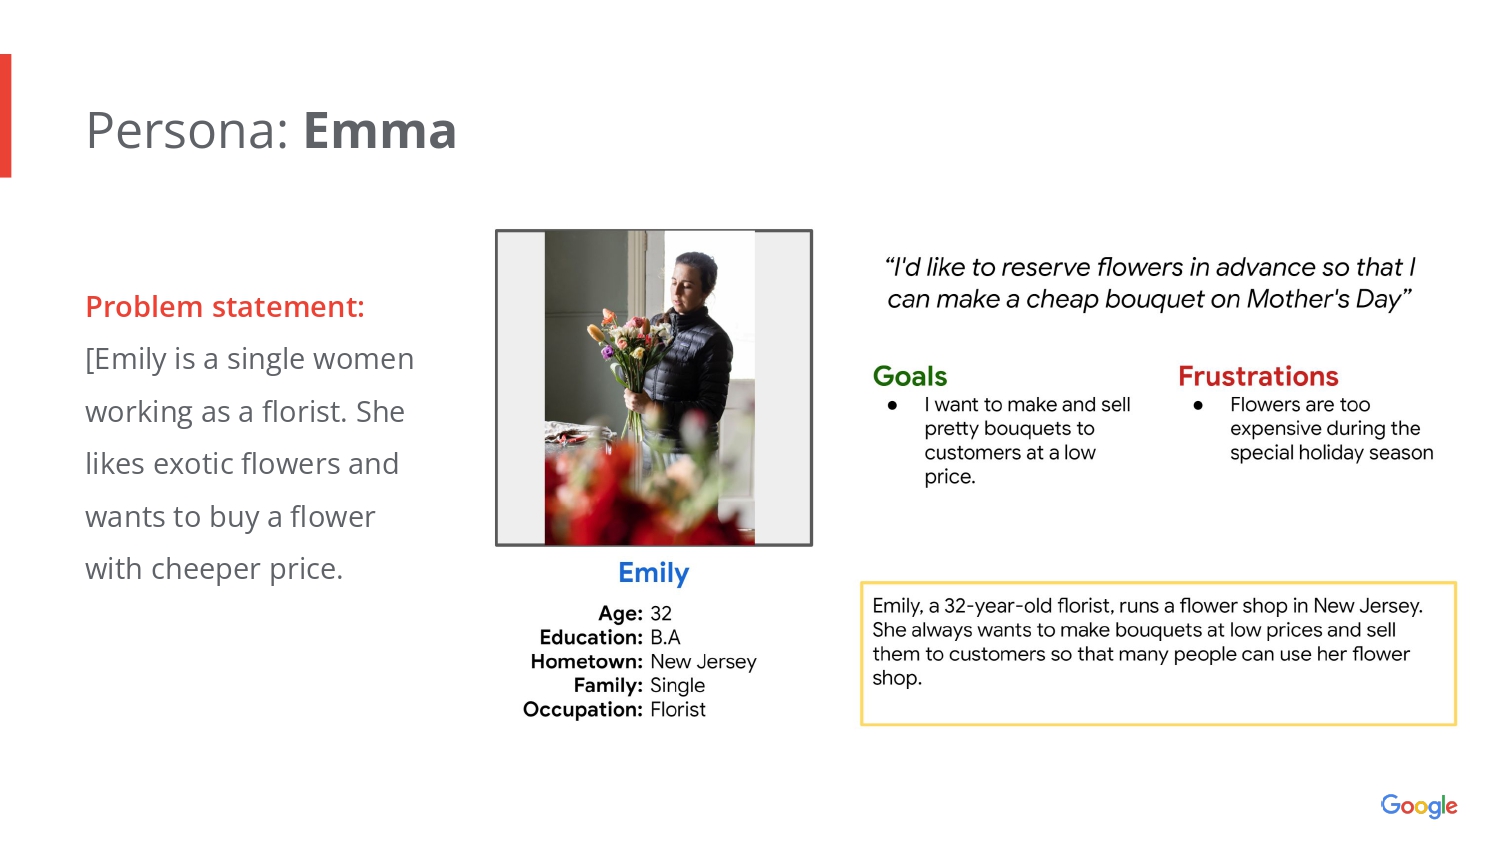 Persona: Emma
Problem statement:
[Emily is a single women
working as a florist. She
likes exotic flowers and
wants to buy a flower
with cheeper price.
Emily
Age: 32
Education: B.A
Hometown: New Jersey
Family: Single
Occupation: Florist
“I'd like to reserve flowers in advance so that I
can make a cheap bouquet on Mother's Day”
Goals
● I want to make and sell
pretty bouquets to
customers at a low
price.
Frustrations
● Flowers are too
expensive during the
special holiday season
Emily, a 32-year-old florist, runs a flower shop in New Jersey.
She always wants to make bouquets at low prices and sell
them to customers so that many people can use her flower
shop.
Google